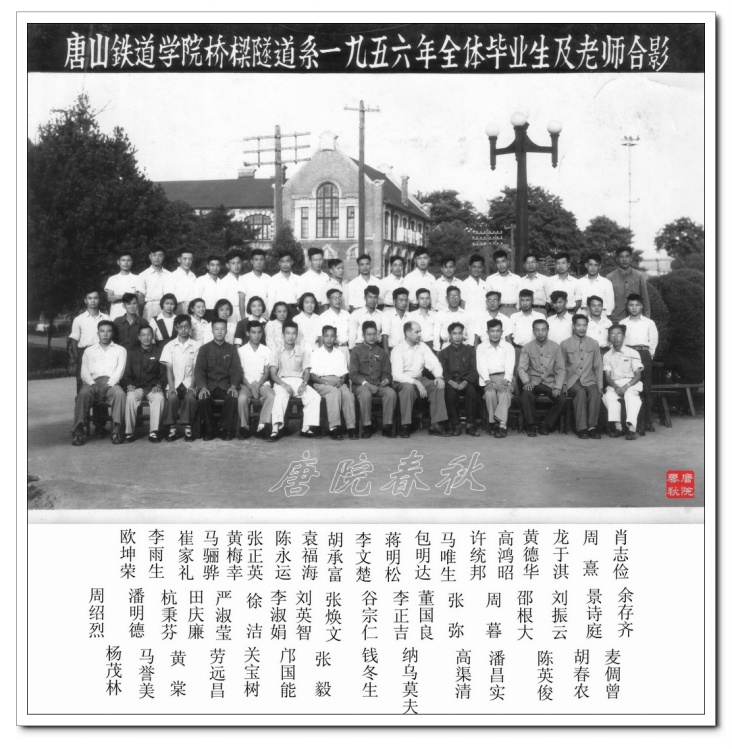 唐山鉄道学院桥樑隧道系一九五六年全体毕业生及老师合影
唐院春秋
唐院春秋
欧坤荣 李雨生 崔家礼 马骊骅 黄梅幸 张正英 陈永运 袁福海 胡承富 李文楚 蒋明松 包明达 马唯生 许统邦 高鸿昭 黄德华 龙于淇 周熹 肖志俭
周绍烈 潘明德 杭秉芬 田庆廉 严淑莹 徐洁 李淑娟 刘英智 张焕文 谷宗仁 李正吉 董国良 张弥 周暮 邵根大 刘振云 景诗庭 余存齐
杨茂林 马誉美 黄棠 劳远昌 关宝树 邝国能 张毅 钱冬生 纳乌莫夫 高渠清 潘昌实 陈英俊 胡春农 麦倜曾